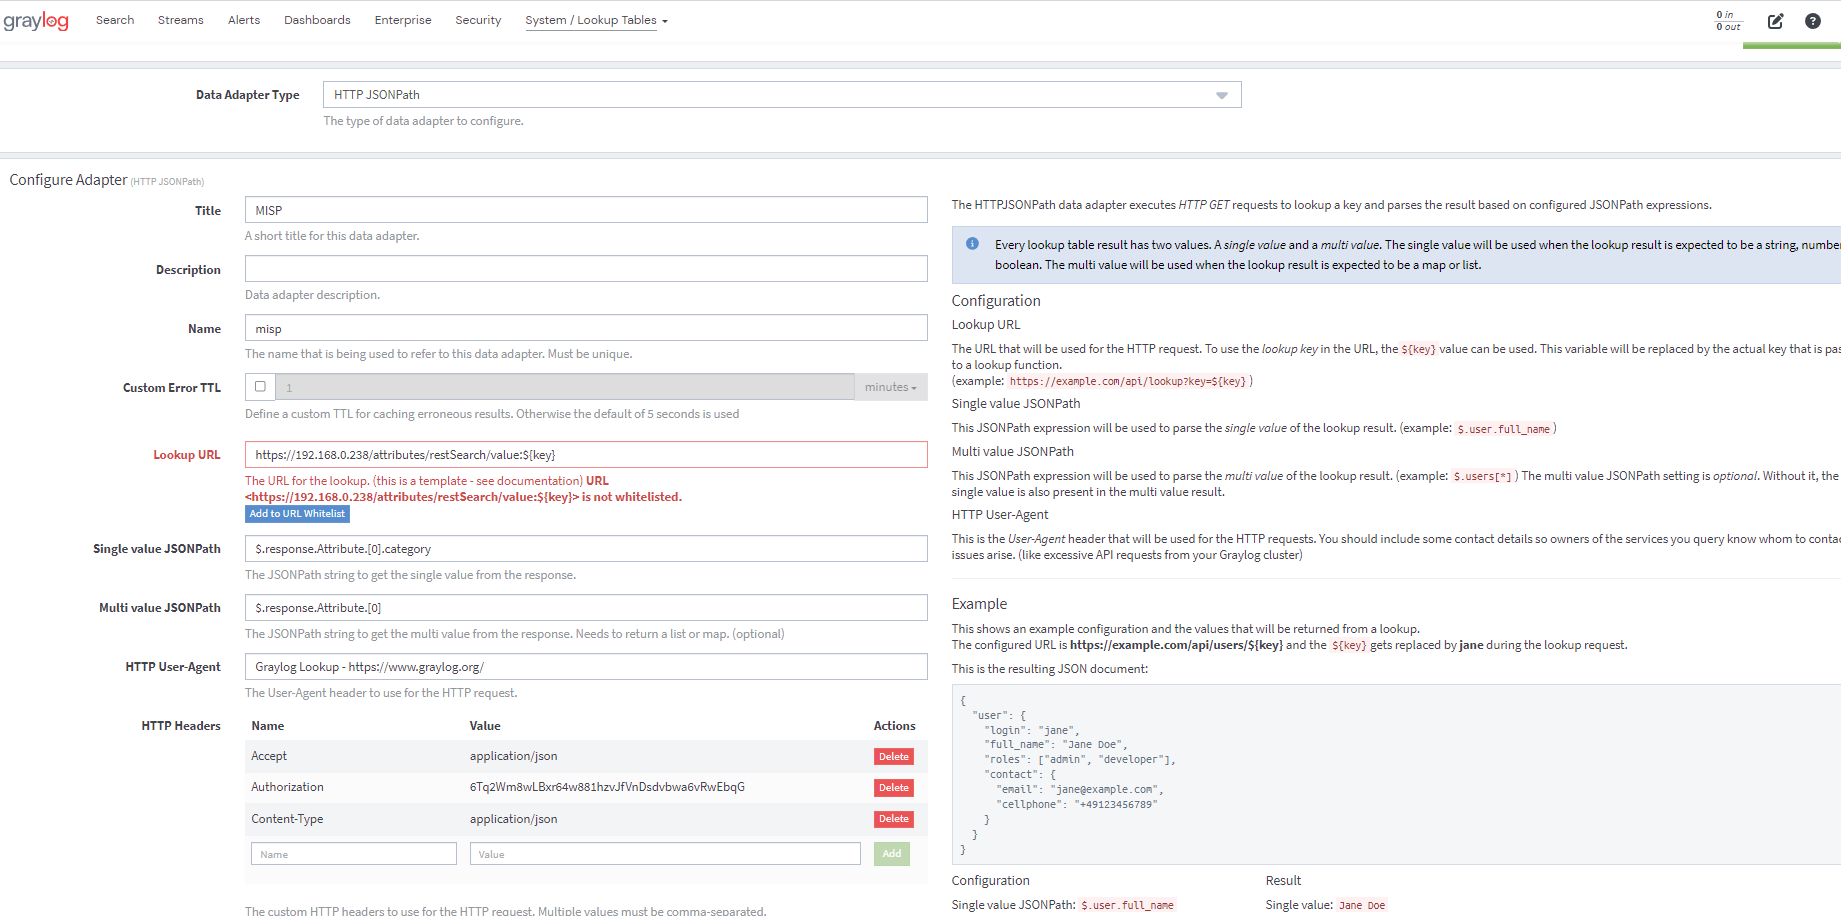 graylog Search Streams Alerts Dashboards Enterprise Security System / Lookup Tables
0 in
0 out
Data Adapter Type HTTP JSONPath
The type of data adapter to configure.
Configure Adapter (HTTP JSONPath)
Title MISP
A short title for this data adapter.
Description
Data adapter description.
Name misp
The name that is being used to refer to this data adapter. Must be unique.
Custom Error TTL 1 minutes
Define a custom TTL for caching erroneous results. Otherwise the default of 5 seconds is used
Lookup URL https://192.168.0.238/attributes/restSearch/value:${key}
The URL for the lookup. (this is a template - see documentation) URL
<https://192.168.0.238/attributes/restSearch/value:${key}> is not whitelisted.
Add to URL Whitelist
Single value JSONPath $.response.Attribute.[0].category
The JSONPath string to get the single value from the response.
Multi value JSONPath $.response.Attribute.[0]
The JSONPath string to get the multi value from the response. Needs to return a list or map. (optional)
HTTP User-Agent Graylog Lookup - https://www.graylog.org/
The User-Agent header to use for the HTTP request.
HTTP Headers Name Value Actions
Accept application/json Delete
Authorization 6Tq2Wm8wLBxr64w881hzvJfVnDsdvbwa6vRwEbqG Delete
Content-Type application/json Delete
Name Value Add
The custom HTTP headers to use for the HTTP request. Multiple values must be comma-separated.
The HTTPJSONPath data adapter executes HTTP GET requests to lookup a key and parses the result based on configured JSONPath expressions.
Every lookup table result has two values. A single value and a multi value. The single value will be used when the lookup result is expected to be a string, number
boolean. The multi value will be used when the lookup result is expected to be a map or list.
Configuration
Lookup URL
The URL that will be used for the HTTP request. To use the lookup key in the URL, the ${key} value can be used. This variable will be replaced by the actual key that is pas
to a lookup function.
(example: https://example.com/api/lookup?key=${key} )
Single value JSONPath
This JSONPath expression will be used to parse the single value of the lookup result. (example: $.user.full_name )
Multi value JSONPath
This JSONPath expression will be used to parse the multi value of the lookup result. (example: $.users[*] ) The multi value JSONPath setting is optional. Without it, the
single value is also present in the multi value result.
HTTP User-Agent
This is the User-Agent header that will be used for the HTTP requests. You should include some contact details so owners of the services you query know whom to contac
issues arise. (like excessive API requests from your Graylog cluster)
Example
This shows an example configuration and the values that will be returned from a lookup.
The configured URL is https://example.com/api/users/${key} and the ${key} gets replaced by jane during the lookup request.
This is the resulting JSON document:
{
"user": {
"login": "jane",
"full_name": "Jane Doe",
"roles": ["admin", "developer"],
"contact": {
"email": "jane@example.com",
"cellphone": "+49123456789"
}
}
}
Configuration Result
Single value JSONPath: $.user.full_name Single value: Jane Doe